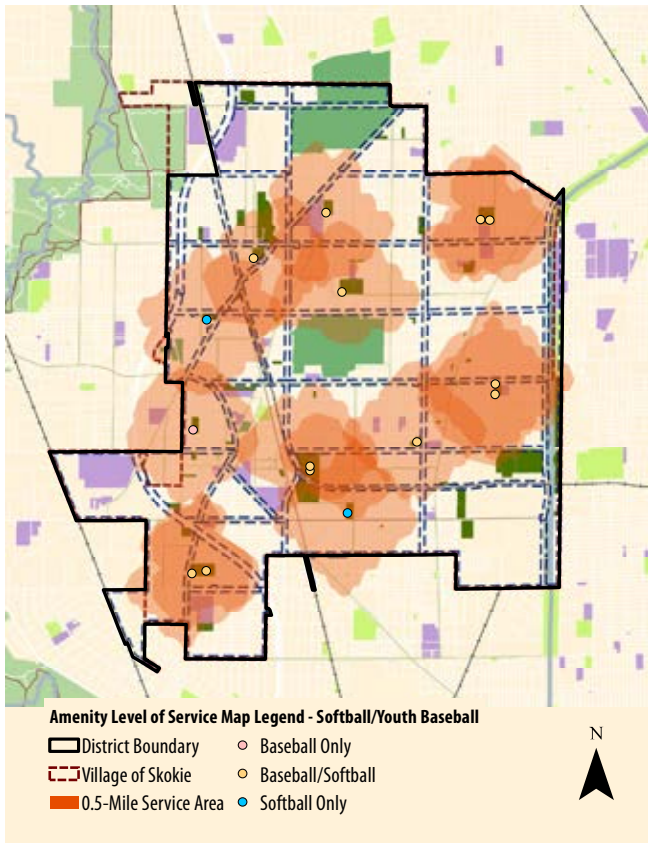 Amenity Level of Service Map Legend - Softball/Youth Baseball
District Boundary
Baseball Only
Village of Skokie
Baseball/Softball
0.5-Mile Service Area
Softball Only
N